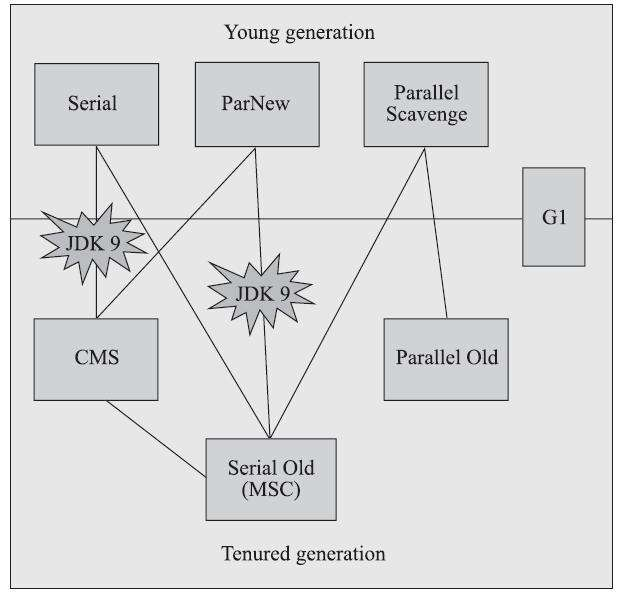 Young generation
Serial
ParNew
Parallel
Scavenge
G1
JDK 9
JDK 9
CMS
Parallel Old
Serial Old
(MSC)
Tenured generation